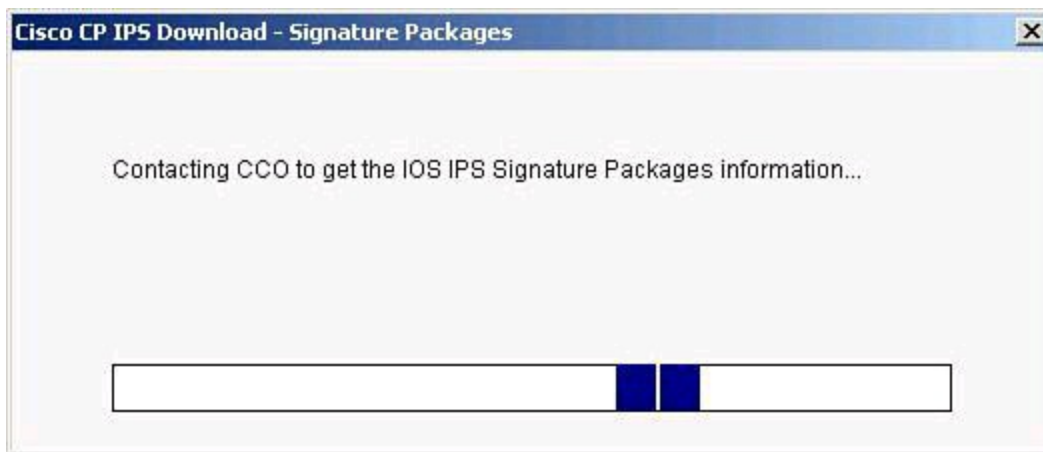 Cisco CP IPS Download - Signature Packages
Contacting CCO to get the IOS IPS Signature Packages information...